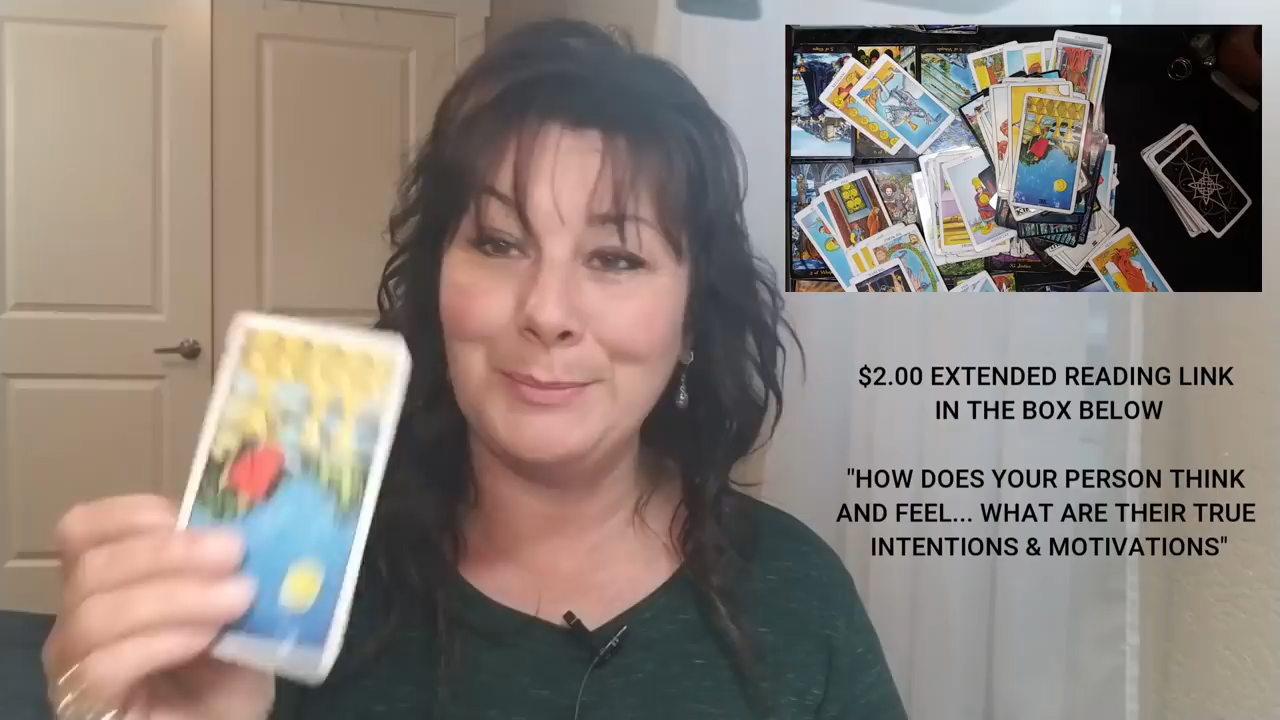 $2.00 EXTENDED READING LINK
IN THE BOX BELOW
"HOW DOES YOUR PERSON THINK
AND FEEL... WHAT ARE THEIR TRUE
INTENTIONS & MOTIVATIONS"